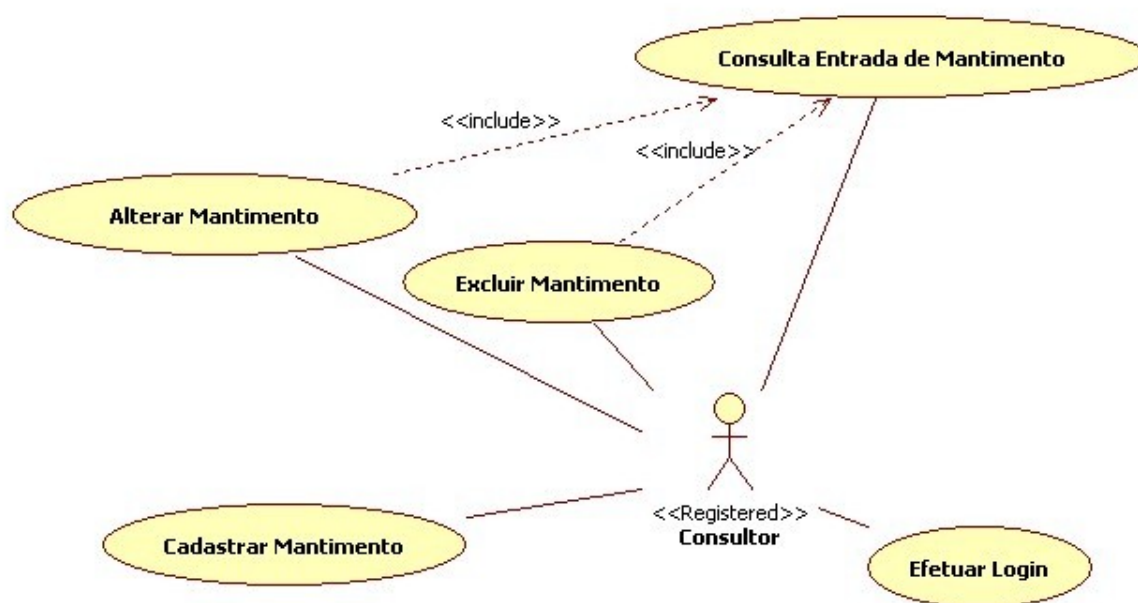 Consulta Entrada de Mantimento
<<include>>
<<include>>
Alterar Mantimento
Excluir Mantimento
<<Registered>>
Consultor
Cadastrar Mantimento
Efetuar Login